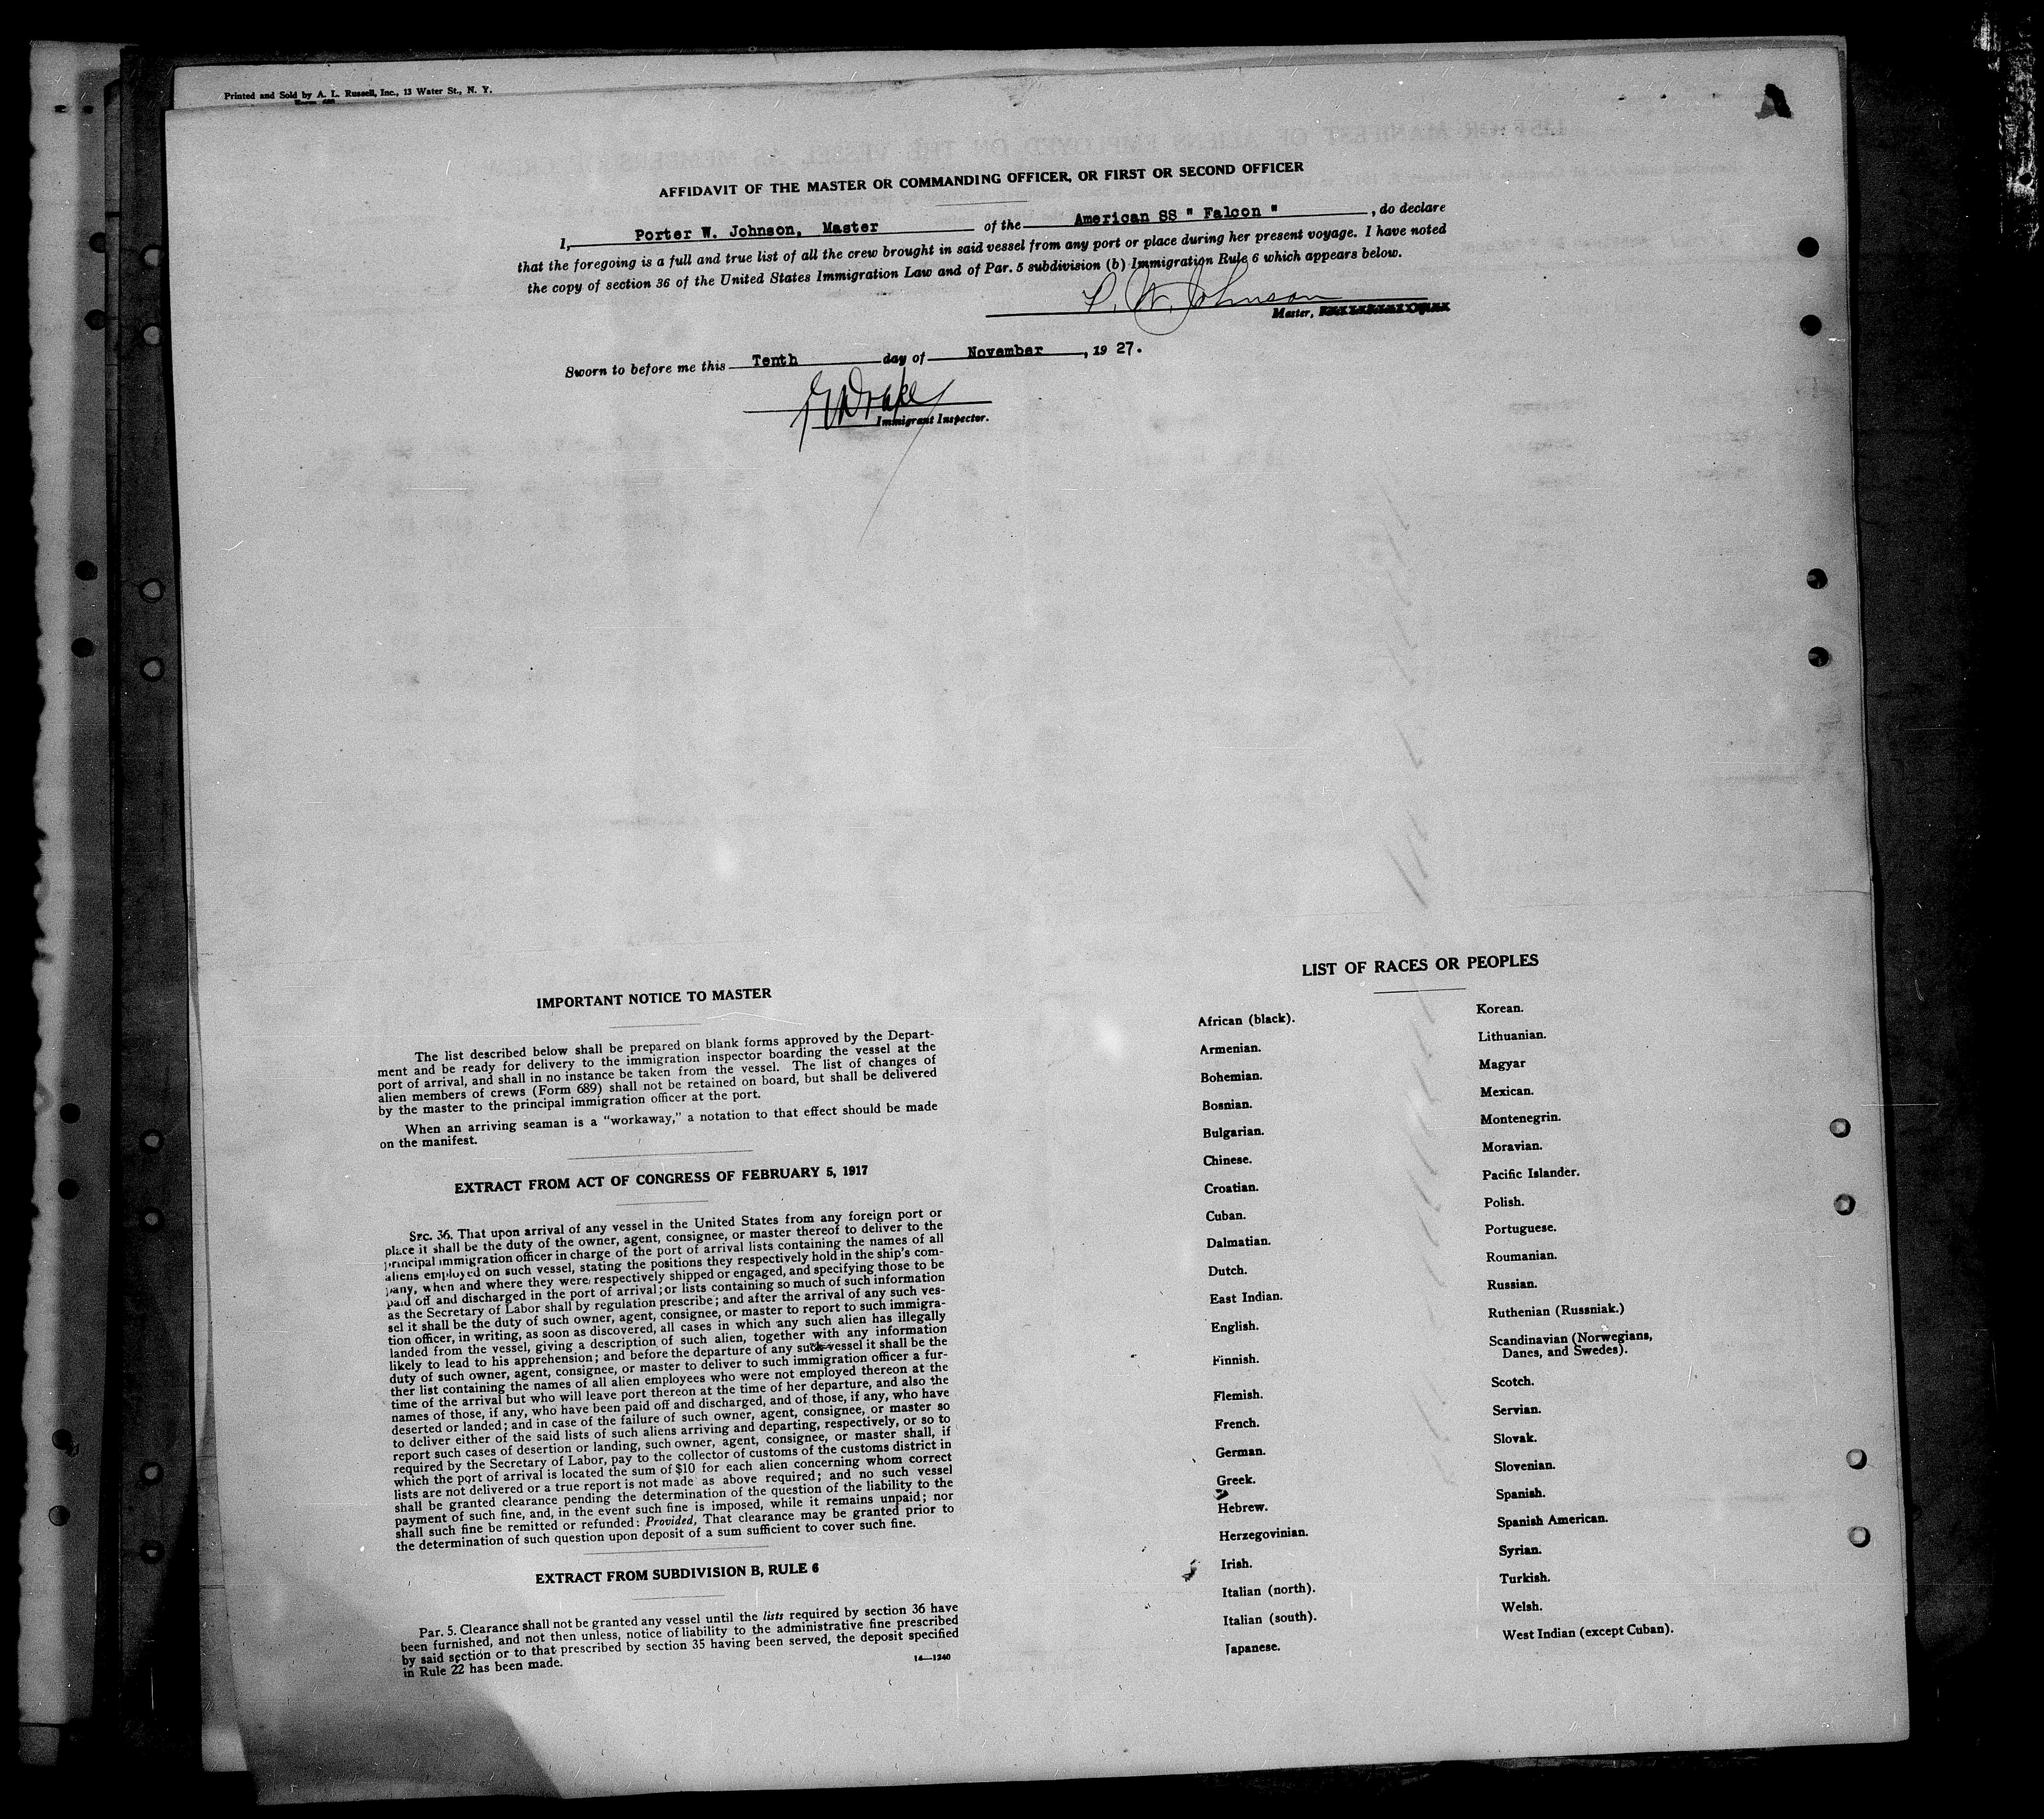 Printed and Sold by A. L. Russell, Inc., 13 Water St., N. Y.
AFFIDAVIT OF THE MASTER OR COMMANDING OFFICER, OR FIRST OR SECOND OFFICER
I, Porter W. Johnson, Master of the American SS " Falcon " , do declare
that the foregoing is a full and true list of all the crew brought in said vessel from any port or place during her present voyage. I have noted
the copy of section 36 of the United States Immigration Law and of Par. 5 subdivision (b) Immigration Rule 6 which appears below.
P. W. Johnson
Master,
Sworn to before me this Tenth day of November , 19 27.
Drake
Immigrant Inspector.
IMPORTANT NOTICE TO MASTER
The list described below shall be prepared on blank forms approved by the Depart-
ment and be ready for delivery to the immigration inspector boarding the vessel at the
port of arrival, and shall in no instance be taken from the vessel. The list of changes of
alien members of crews (Form 689) shall not be retained on board, but shall be delivered
by the master to the principal immigration officer at the port.
When an arriving seaman is a "workaway," a notation to that effect should be made
on the manifest.
EXTRACT FROM ACT OF CONGRESS OF FEBRUARY 5, 1917
SEC. 36. That upon arrival of any vessel in the United States from any foreign port or
place it shall be the duty of the owner, agent, consignee, or master thereof to deliver to the
principal immigration officer in charge of the port of arrival lists containing the names of all
aliens employed on such vessel, stating the positions they respectively hold in the ship's com-
pany, when and where they were respectively shipped or engaged, and specifying those to be
paid off and discharged in the port of arrival; or lists containing so much of such information
as the Secretary of Labor shall by regulation prescribe; and after the arrival of any such ves-
sel it shall be the duty of such owner, agent, consignee, or master to report to such immigra-
tion officer, in writing, as soon as discovered, all cases in which any such alien has illegally
landed from the vessel, giving a description of such alien, together with any information
likely to lead to his apprehension; and before the departure of any such vessel it shall be the
duty of such owner, agent, consignee, or master to deliver to such immigration officer a fur-
ther list containing the names of all alien employees who were not employed thereon at the
time of the arrival but who will leave port thereon at the time of her departure, and also the
names of those, if any, who have been paid off and discharged, and of those, if any, who have
deserted or landed; and in case of the failure of such owner, agent, consignee, or master so
to deliver either of the said lists of such aliens arriving and departing, respectively, or so to
report such cases of desertion or landing, such owner, agent, consignee, or master shall, if
required by the Secretary of Labor, pay to the collector of customs of the customs district in
which the port of arrival is located the sum of $10 for each alien concerning whom correct
lists are not delivered or a true report is not made as above required; and no such vessel
shall be granted clearance pending the determination of the question of the liability to the
payment of such fine, and, in the event such fine is imposed, while it remains unpaid; nor
shall such fine be remitted or refunded: Provided, That clearance may be granted prior to
the determination of such question upon deposit of a sum sufficient to cover such fine.
EXTRACT FROM SUBDIVISION B, RULE 6
Par. 5. Clearance shall not be granted any vessel until the lists required by section 36 have
been furnished, and not then unless, notice of liability to the administrative fine prescribed
by said section or to that prescribed by section 35 having been served, the deposit specified
in Rule 22 has been made.
14—1240
LIST OF RACES OR PEOPLES
African (black).
Armenian.
Bohemian.
Bosnian.
Bulgarian.
Chinese.
Croatian.
Cuban.
Dalmatian.
Dutch.
East Indian.
English.
Finnish.
Flemish.
French.
German.
Greek.
Hebrew.
Herzegovinian.
Irish.
Italian (north).
Italian (south).
Japanese.
Korean.
Lithuanian.
Magyar
Mexican.
Montenegrin.
Moravian.
Pacific Islander.
Polish.
Portuguese.
Roumanian.
Russian.
Ruthenian (Russniak.)
Scandinavian (Norwegians,
Danes, and Swedes).
Scotch.
Servian.
Slovak.
Slovenian.
Spanish.
Spanish American.
Syrian.
Turkish.
Welsh.
West Indian (except Cuban).